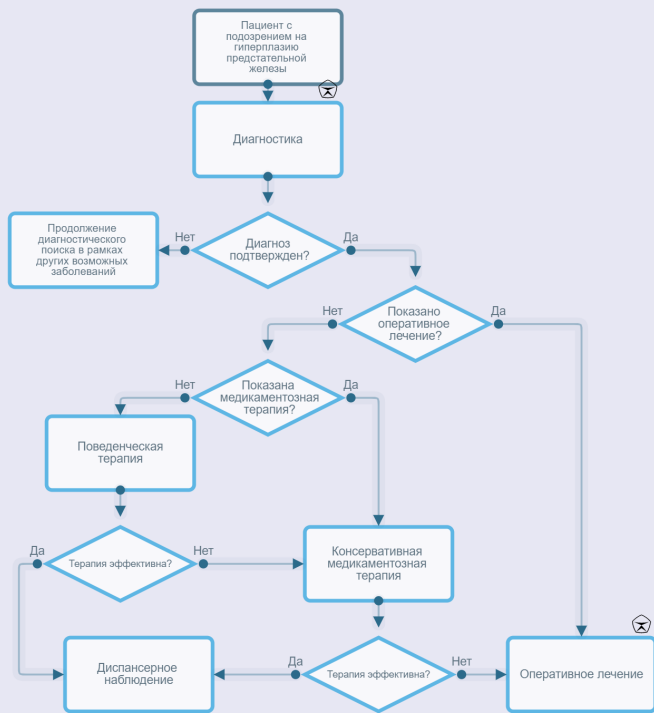 Пациент с
подозрением на
гиперплазию
предстательной
железы
Диагностика
Диагноз
подтвержден?
Нет
Да
Продолжение
диагностического
поиска в рамках
других возможных
заболеваний
Показано
оперативное
лечение?
Нет
Да
Показана
медикаментозная
терапия?
Нет
Да
Поведенческая
терапия
Терапия эффективна?
Да
Нет
Консервативная
медикаментозная
терапия
Диспансерное
наблюдение
Да
Терапия эффективна?
Нет
Оперативное лечение